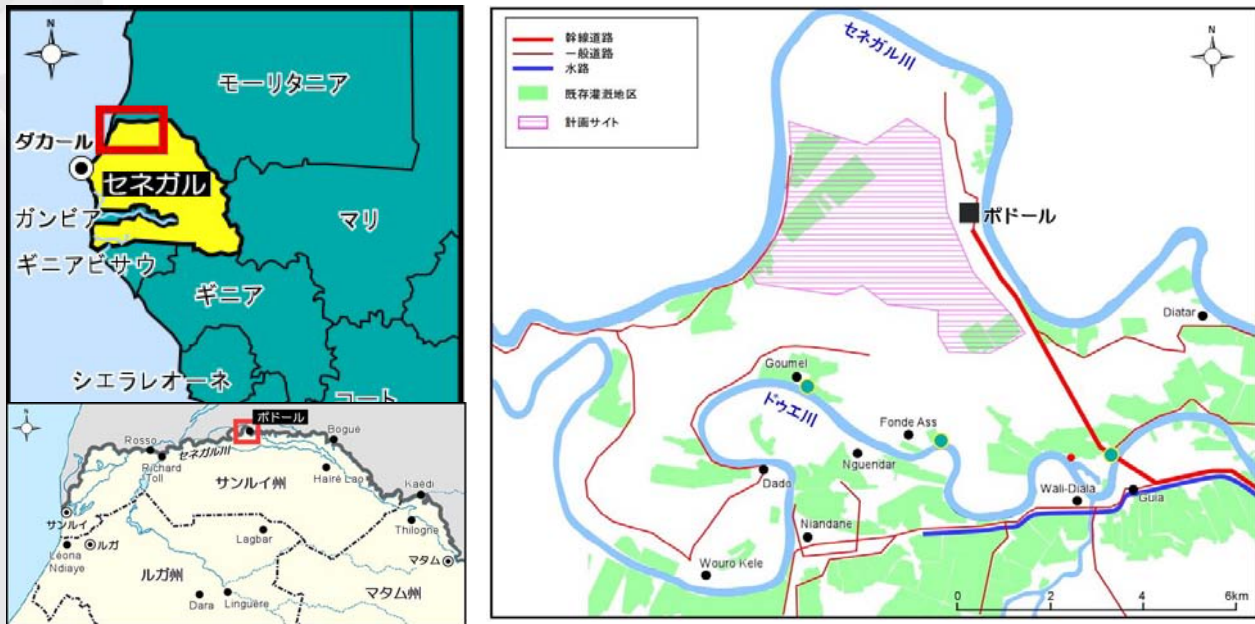 モーリタニア
ダカール
セネガル
ガンビア
マリ
ギニアビサウ
ギニア
シエラレオーネ
コート
N
ポドール
Rosso
Bogué
Richard
Toll
セネガル川
サンルイ州
Hairé Lao
Kaédi
サンルイ
Thilogne
Léona
Ndiaye
ルガ
Lagbar
マタム
ルガ州
マタム州
Dara
Linguère
幹線道路
一般道路
水路
既存灌漑地区
計画サイト
セネガル川
ポドール
Diatar
Goumel
ドゥエ川
Fonde Ass
Nguendar
Dado
Wali-Diala
Guia
Niandane
Wouro Kele
0 2 4 6km